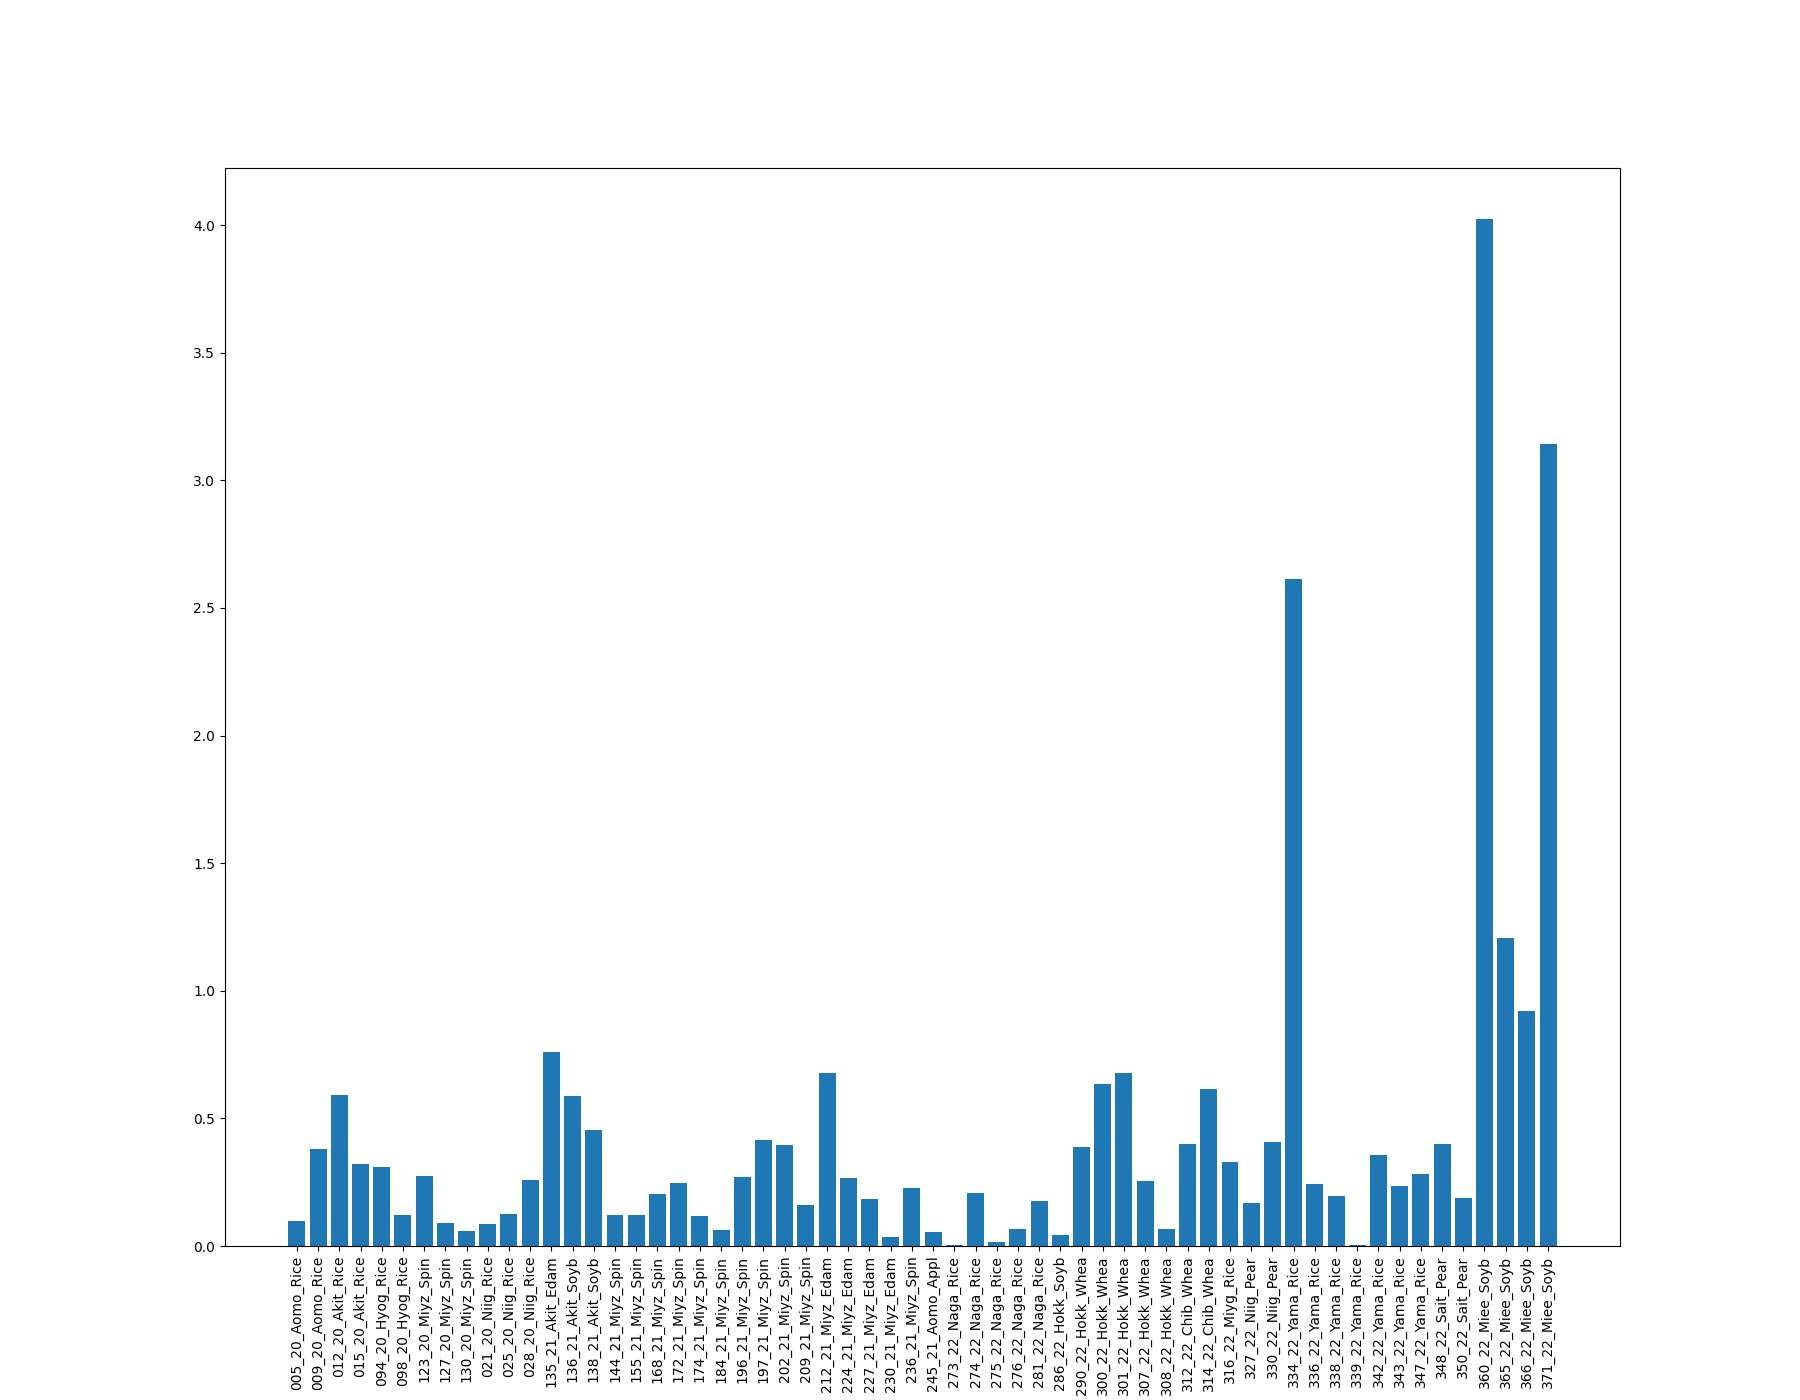 4.0
3.5
3.0
2.5
2.0
1.5
1.0
0.5
0.0
005_20_Aomo_Rice
009_20_Aomo_Rice
012_20_Akit_Rice
015_20_Akit_Rice
094_20_Hyog_Rice
098_20_Hyog_Rice
123_20_Miyz_Spin
127_20_Miyz_Spin
130_20_Miyz_Spin
021_20_Niig_Rice
025_20_Niig_Rice
028_20_Niig_Rice
135_21_Akit_Edam
136_21_Akit_Soyb
138_21_Akit_Soyb
144_21_Miyz_Spin
155_21_Miyz_Spin
168_21_Miyz_Spin
172_21_Miyz_Spin
174_21_Miyz_Spin
184_21_Miyz_Spin
196_21_Miyz_Spin
197_21_Miyz_Spin
202_21_Miyz_Spin
209_21_Miyz_Spin
212_21_Miyz_Edam
224_21_Miyz_Edam
227_21_Miyz_Edam
230_21_Miyz_Edam
236_21_Miyz_Spin
245_21_Aomo_Appl
273_22_Naga_Rice
274_22_Naga_Rice
275_22_Naga_Rice
276_22_Naga_Rice
281_22_Naga_Rice
286_22_Hokk_Soyb
290_22_Hokk_Whea
300_22_Hokk_Whea
301_22_Hokk_Whea
307_22_Hokk_Whea
308_22_Hokk_Whea
312_22_Chib_Whea
314_22_Chib_Whea
316_22_Miyg_Rice
327_22_Niig_Pear
330_22_Niig_Pear
334_22_Yama_Rice
336_22_Yama_Rice
338_22_Yama_Rice
339_22_Yama_Rice
342_22_Yama_Rice
343_22_Yama_Rice
347_22_Yama_Rice
348_22_Sait_Pear
350_22_Sait_Pear
360_22_Miee_Soyb
365_22_Miee_Soyb
366_22_Miee_Soyb
371_22_Miee_Soyb